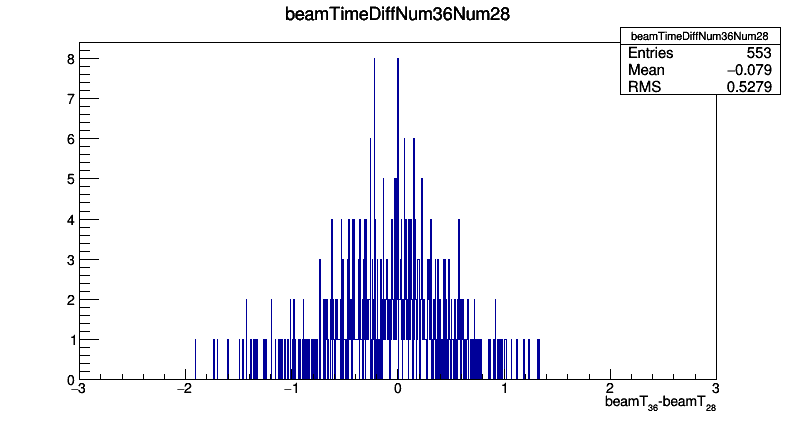 beamTimeDiffNum36Num28
beamTimeDiffNum36Num28
Entries 553
Mean −0.079
RMS 0.5279
8
7
6
5
4
3
2
1
0
−3 −2 −1 0 1 2 3
beamT36-beamT28